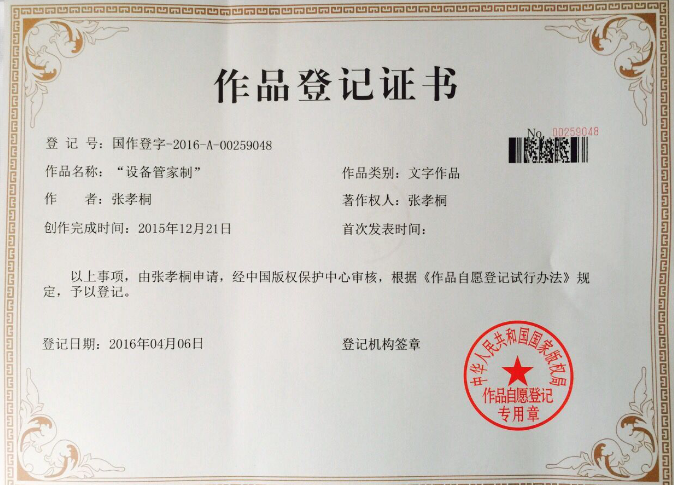 作品登记证书
No. 00259048
登 记 号：国作登字-2016-A-00259048
作品名称：“设备管家制”
作品类别：文字作品
作 者：张孝桐
著作权人：张孝桐
创作完成时间：2015年12月21日
首次发表时间：
以上事项，由张孝桐申请，经中国版权保护中心审核，根据《作品自愿登记试行办法》规
定，予以登记。
登记日期：2016年04月06日
登记机构签章
中华人民共和国国家版权局
作品自愿登记
专用章